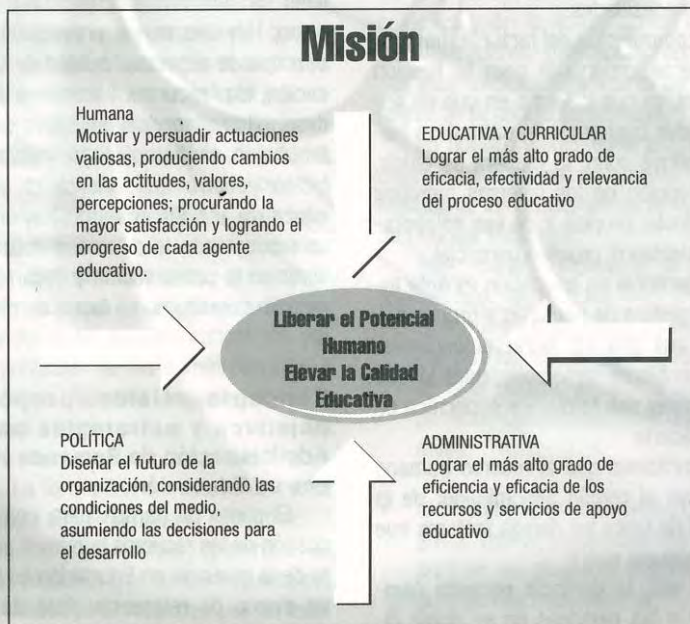 Misión
Humana
Motivar y persuadir actuaciones
valiosas, produciendo cambios
en las actitudes, valores,
percepciones; procurando la
mayor satisfacción y logrando el
progreso de cada agente
educativo.
EDUCATIVA Y CURRICULAR
Lograr el más alto grado de
eficacia, efectividad y relevancia
del proceso educativo
Liberar el Potencial
Humano
Elevar la Calidad
Educativa
POLÍTICA
Diseñar el futuro de la
organización, considerando las
condiciones del medio,
asumiendo las decisiones para
el desarrollo
ADMINISTRATIVA
Lograr el más alto grado de
eficiencia y eficacia de los
recursos y servicios de apoyo
educativo